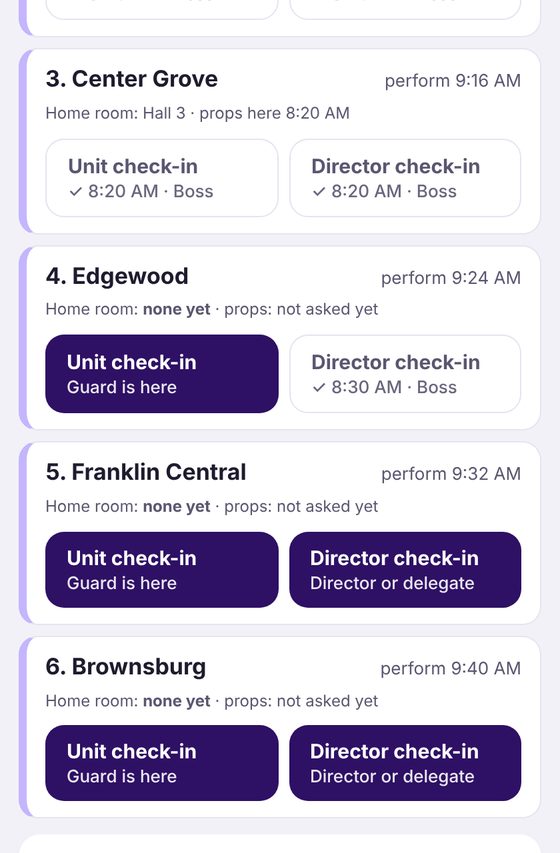 3. Center Grove perform 9:16 AM
Home room: Hall 3 · props here 8:20 AM
Unit check-in Director check-in
✓ 8:20 AM · Boss ✓ 8:20 AM · Boss
4. Edgewood perform 9:24 AM
Home room: none yet · props: not asked yet
Unit check-in Director check-in
Guard is here ✓ 8:30 AM · Boss
5. Franklin Central perform 9:32 AM
Home room: none yet · props: not asked yet
Unit check-in Director check-in
Guard is here Director or delegate
6. Brownsburg perform 9:40 AM
Home room: none yet · props: not asked yet
Unit check-in Director check-in
Guard is here Director or delegate